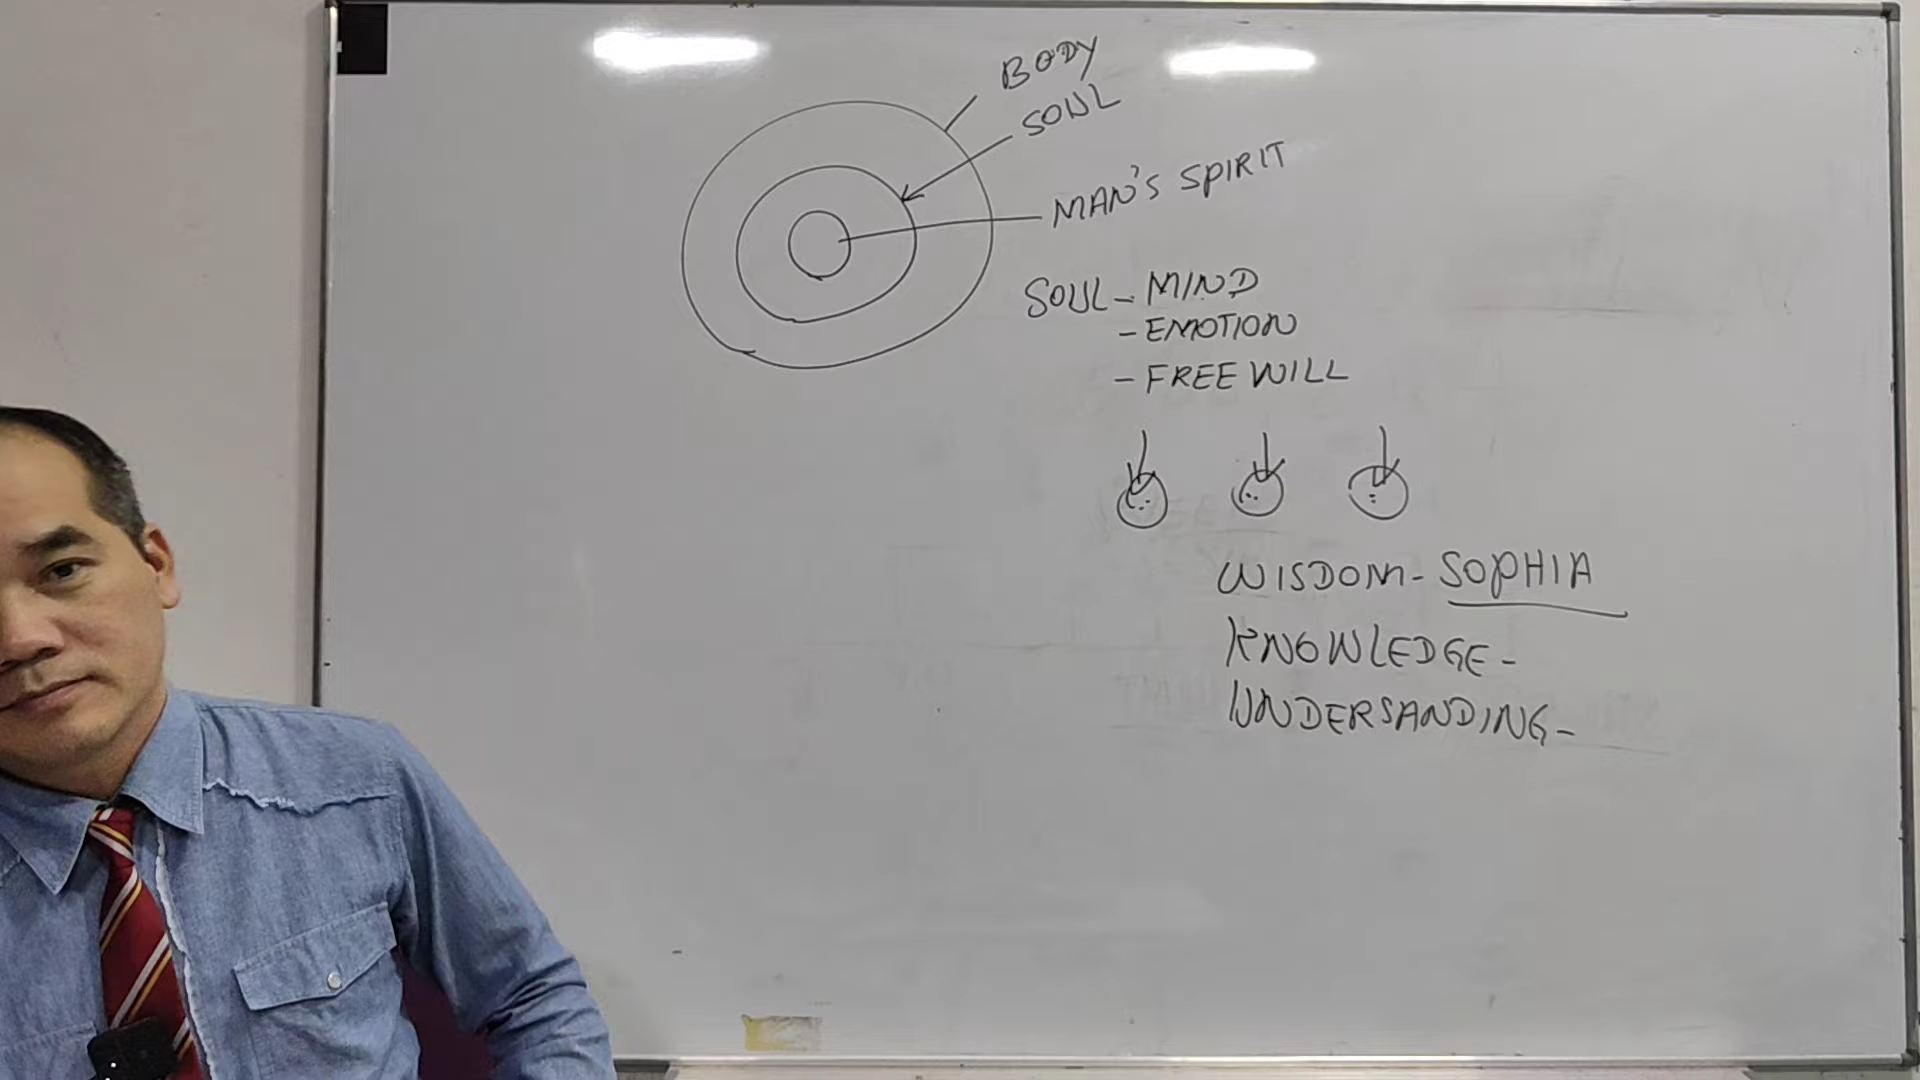 BODY
SOUL
MAN'S SPIRIT
SOUL - MIND
- EMOTION
- FREE WILL
WISDOM - SOPHIA
KNOWLEDGE -
UNDERSANDING -